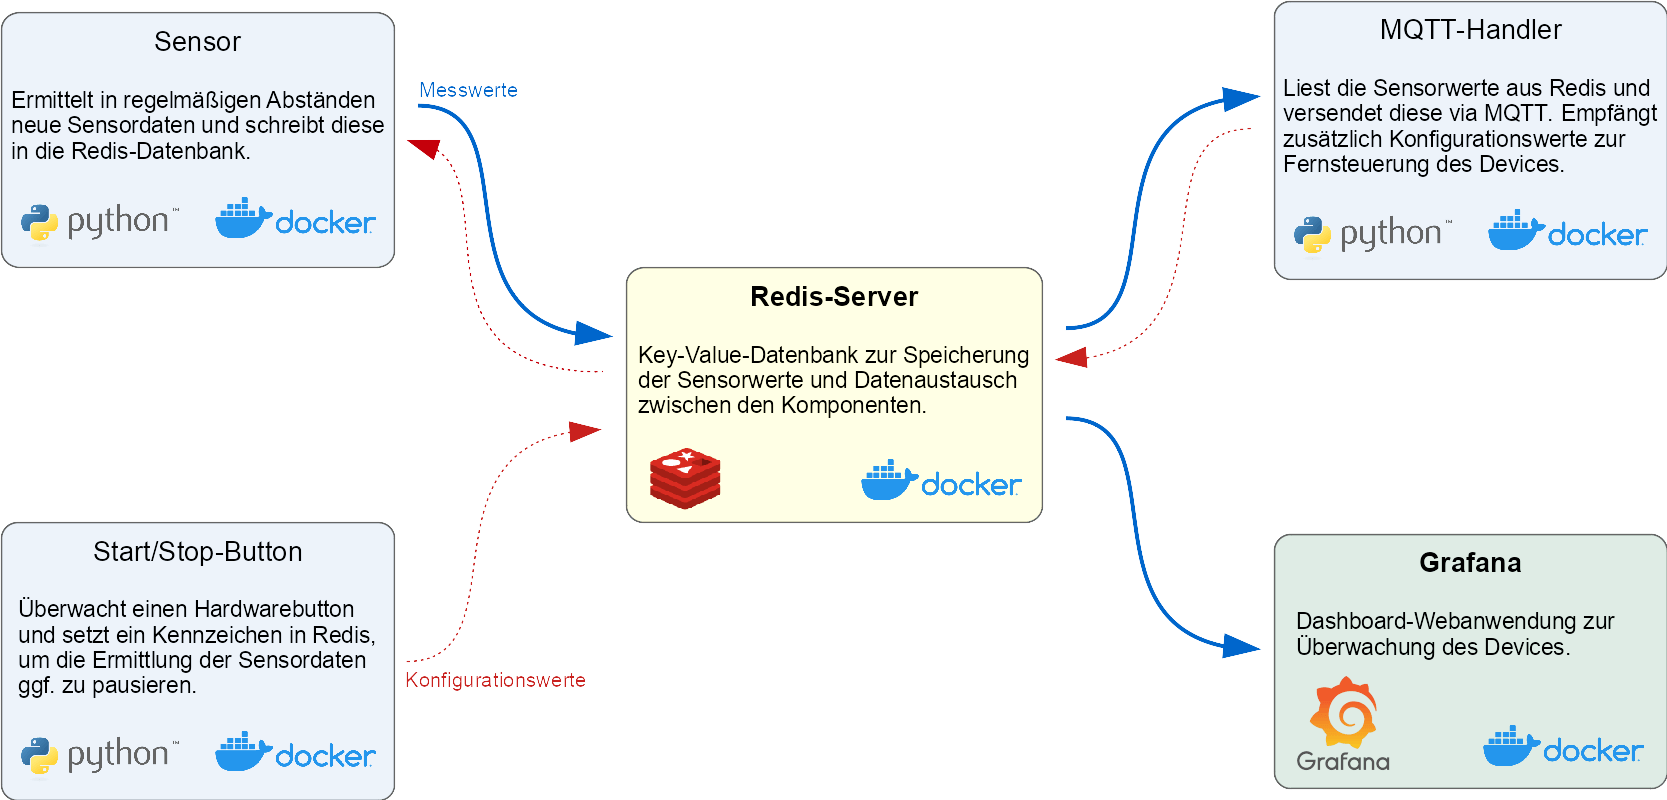 Sensor
Ermittelt in regelmäßigen Abständen
neue Sensordaten und schreibt diese
in die Redis-Datenbank.
python™
docker
Messwerte
MQTT-Handler
Liest die Sensorwerte aus Redis und
versendet diese via MQTT. Empfängt
zusätzlich Konfigurationswerte zur
Fernsteuerung des Devices.
python™
docker
Redis-Server
Key-Value-Datenbank zur Speicherung
der Sensorwerte und Datenaustausch
zwischen den Komponenten.
docker
Start/Stop-Button
Überwacht einen Hardwarebutton
und setzt ein Kennzeichen in Redis,
um die Ermittlung der Sensordaten
ggf. zu pausieren.
python™
docker
Konfigurationswerte
Grafana
Dashboard-Webanwendung zur
Überwachung des Devices.
Grafana
docker